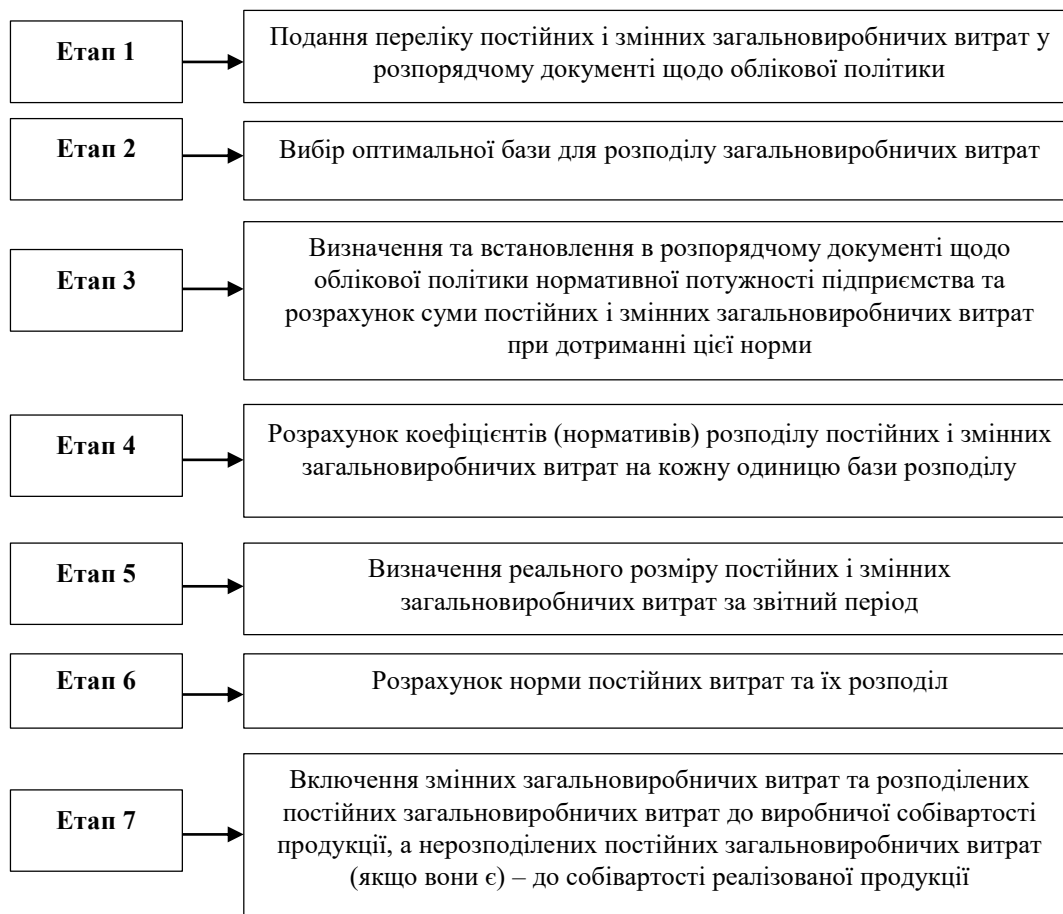 Етап 1
Подання переліку постійних і змінних загальновиробничих витрат у
розпорядчому документі щодо облікової політики
Етап 2
Вибір оптимальної бази для розподілу загальновиробничих витрат
Етап 3
Визначення та встановлення в розпорядчому документі щодо
облікової політики нормативної потужності підприємства та
розрахунок суми постійних і змінних загальновиробничих витрат
при дотриманні цієї норми
Етап 4
Розрахунок коефіцієнтів (нормативів) розподілу постійних і змінних
загальновиробничих витрат на кожну одиницю бази розподілу
Етап 5
Визначення реального розміру постійних і змінних
загальновиробничих витрат за звітний період
Етап 6
Розрахунок норми постійних витрат та їх розподіл
Етап 7
Включення змінних загальновиробничих витрат та розподілених
постійних загальновиробничих витрат до виробничої собівартості
продукції, а нерозподілених постійних загальновиробничих витрат
(якщо вони є) – до собівартості реалізованої продукції